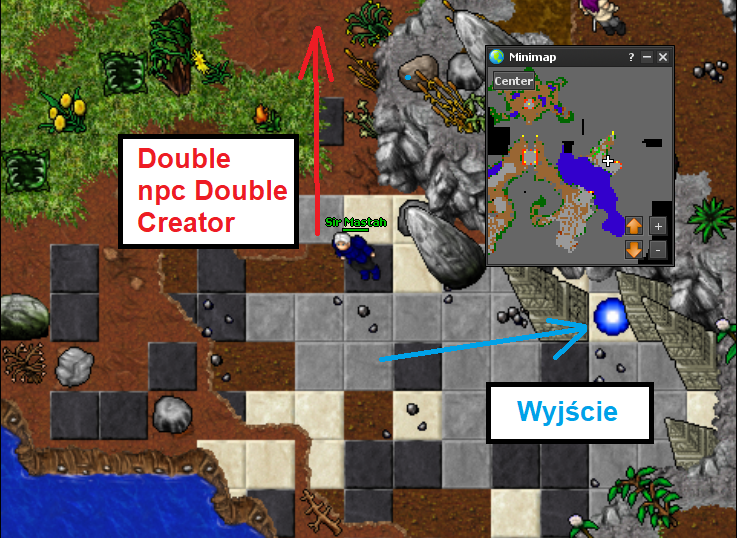 Minimap
? – ×
Center
Double
npc Double
Creator
Sir Mastah
+
-
Wyjście